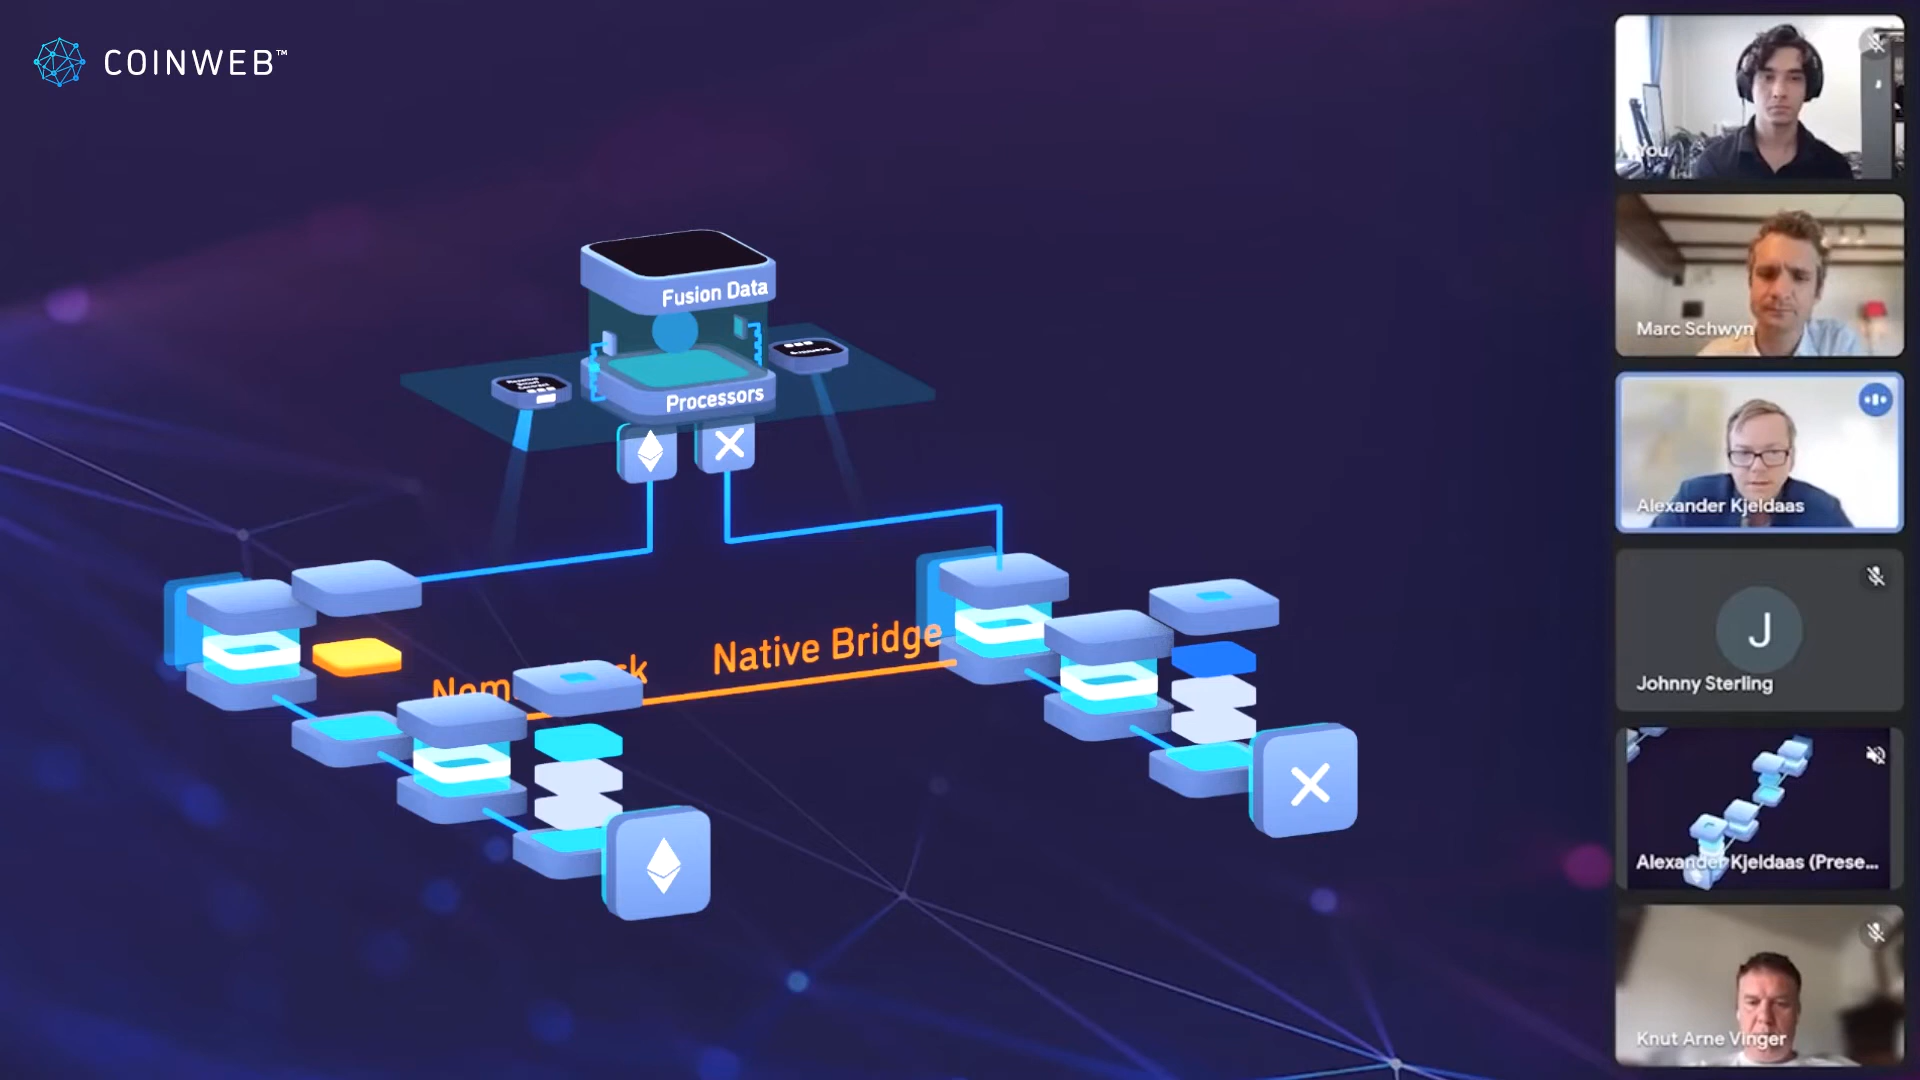 COINWEB™
Fusion Data
Processors
Native Bridge
You
Marc Schwyn
Alexander Kjeldaas
J
Johnny Sterling
Alexander Kjeldaas (Prese...
Knut Arne Vinger